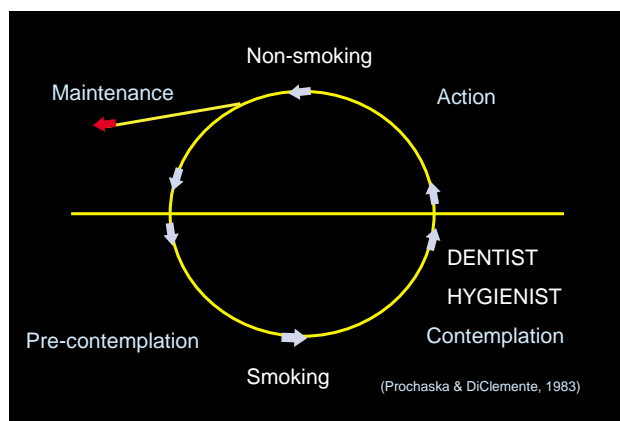 Non-smoking
Maintenance
Action
DENTIST
HYGIENIST
Pre-contemplation
Contemplation
Smoking
(Prochaska & DiClemente, 1983)